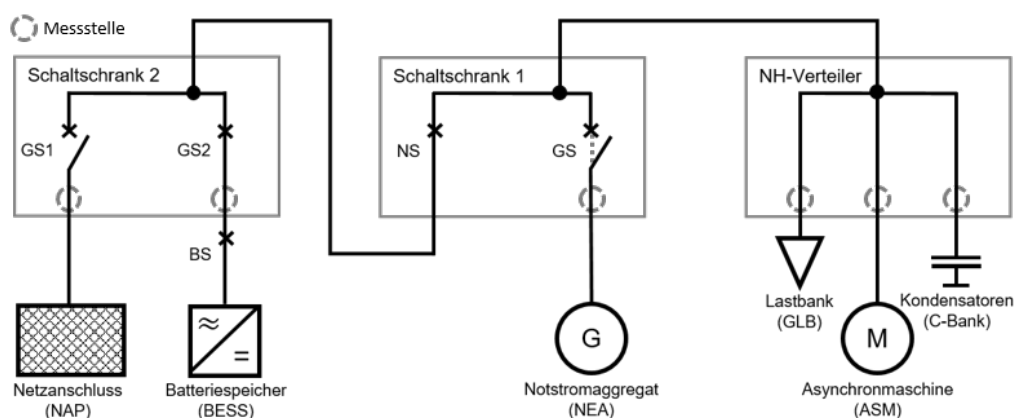 Messstelle
Schaltschrank 2
GS1
GS2
BS
Netzanschluss
(NAP)
Batteriespeicher
(BESS)
Schaltschrank 1
NS
GS
G
Notstromaggregat
(NEA)
NH-Verteiler
Lastbank
(GLB)
M
Asynchronmaschine
(ASM)
Kondensatoren
(C-Bank)